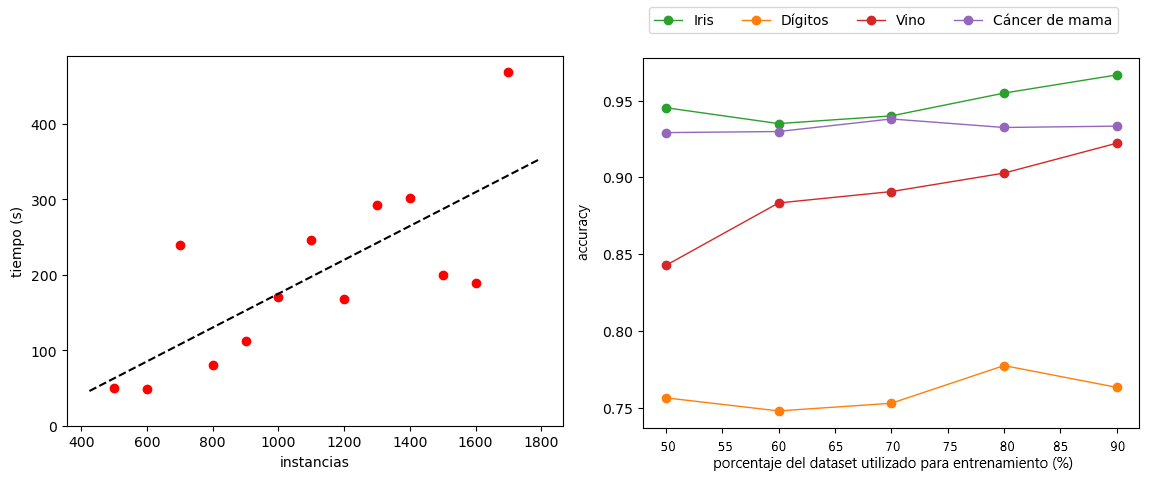 Iris Dígitos Vino Cáncer de mama
tiempo (s)
400
300
200
100
0
400 600 800 1000 1200 1400 1600 1800
instancias
accuracy
0.95
0.90
0.85
0.80
0.75
50 55 60 65 70 75 80 85 90
porcentaje del dataset utilizado para entrenamiento (%)